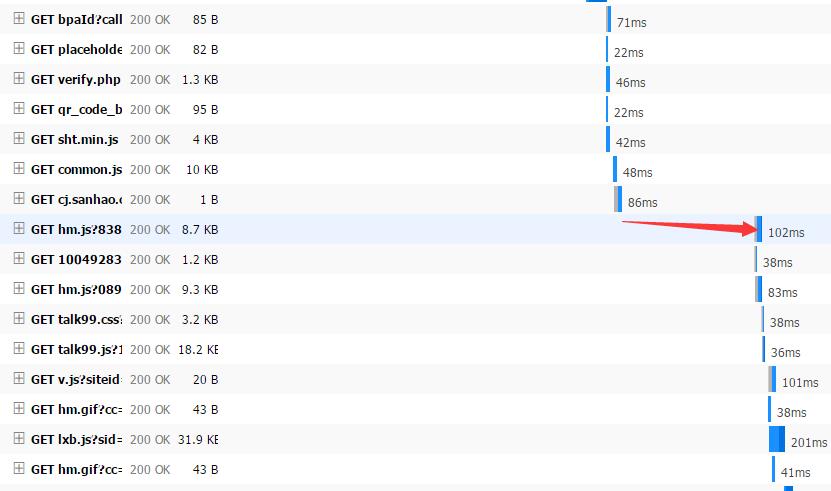 GET bpaId?call 200 OK 85 B 71ms
GET placeholde 200 OK 82 B 22ms
GET verify.php 200 OK 1.3 KB 46ms
GET qr_code_b 200 OK 95 B 22ms
GET sht.min.js 200 OK 4 KB 42ms
GET common.js 200 OK 10 KB 48ms
GET cj.sanhao.c 200 OK 1 B 86ms
GET hm.js?838 200 OK 8.7 KB 102ms
GET 10049283 200 OK 1.2 KB 38ms
GET hm.js?089 200 OK 9.3 KB 83ms
GET talk99.css? 200 OK 3.2 KB 38ms
GET talk99.js?1 200 OK 18.2 KB 36ms
GET v.js?siteid= 200 OK 20 B 101ms
GET hm.gif?cc= 200 OK 43 B 38ms
GET lxb.js?sid= 200 OK 31.9 KB 201ms
GET hm.gif?cc= 200 OK 43 B 41ms